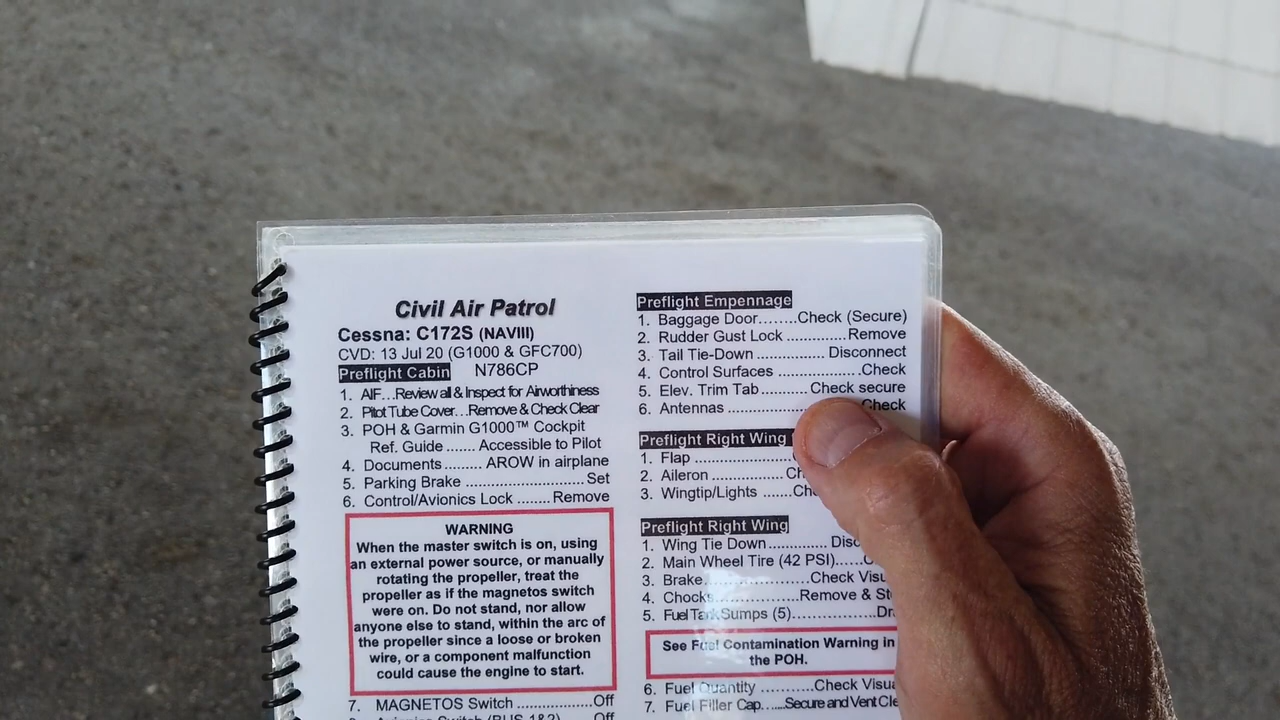 Civil Air Patrol
Cessna: C172S (NAVIII)
CVD: 13 Jul 20 (G1000 & GFC700)
Preflight Cabin N786CP
1. AIF...Review all & Inspect for Airworthiness
2. Pitot Tube Cover...Remove & Check Clear
3. POH & Garmin G1000™ Cockpit
Ref. Guide ....... Accessible to Pilot
4. Documents ......... AROW in airplane
5. Parking Brake ............................ Set
6. Control/Avionics Lock ........ Remove
WARNING
When the master switch is on, using
an external power source, or manually
rotating the propeller, treat the
propeller as if the magnetos switch
were on. Do not stand, nor allow
anyone else to stand, within the arc of
the propeller since a loose or broken
wire, or a component malfunction
could cause the engine to start.
7. MAGNETOS Switch ..................Off
8. Avionics Switch (BUS 1&2) ....Off
Preflight Empennage
1. Baggage Door........Check (Secure)
2. Rudder Gust Lock ............... Remove
3. Tail Tie-Down ................ Disconnect
4. Control Surfaces ....................Check
5. Elev. Trim Tab ............ Check secure
6. Antennas ............ Check
Preflight Right Wing
1. Flap
2. Aileron
3. Wingtip/Lights
Preflight Right Wing
1. Wing Tie Down
2. Main Wheel Tire (42 PSI)
3. Brake.......................Check
4. Chocks...................Remove &
5. Fuel Tank Sumps (5)
See Fuel Contamination Warning in
the POH.
6. Fuel Quantity ............Check
7. Fuel Filler Cap.......Secure and Vent